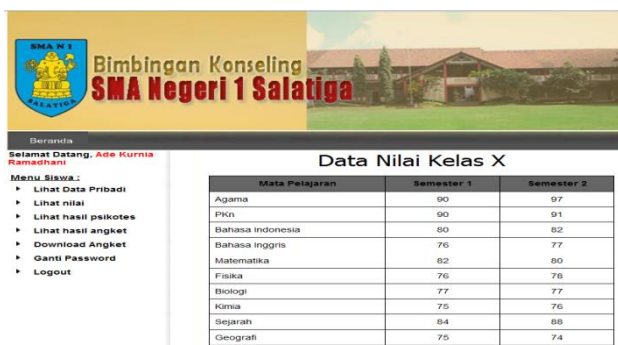 SMA N 1
SALATIGA
Bimbingan Konseling
SMA Negeri 1 Salatiga
Beranda
Selamat Datang, Ade Kurnia
Ramadhani
Menu Siswa :
Lihat Data Pribadi
Lihat nilai
Lihat hasil psikotes
Lihat hasil angket
Download Angket
Ganti Password
Logout
Data Nilai Kelas X
Mata Pelajaran Semester 1 Semester 2
Agama 90 97
PKn 90 91
Bahasa Indonesia 80 82
Bahasa Inggris 76 77
Matematika 82 80
Fisika 76 78
Biologi 77 77
Kimia 75 76
Sejarah 84 88
Geografi 75 74